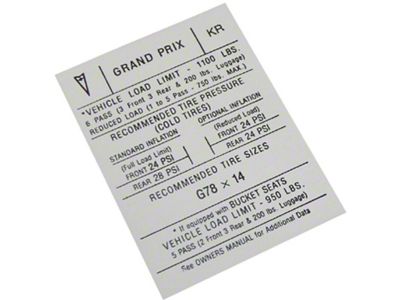 GRAND PRIX
KR
*VEHICLE LOAD LIMIT - 1100 LBS.
6 PASS (3 Front 3 Rear & 200 lbs. Luggage)
REDUCED LOAD (1 to 5 Pass - 750 lbs. MAX.)
RECOMMENDED TIRE PRESSURE
(COLD TIRES)
STANDARD INFLATION
(Full Load Limit)
FRONT 24 PSI
REAR 28 PSI
OPTIONAL INFLATION
(Reduced Load)
FRONT 24 PSI
REAR 24 PSI
RECOMMENDED TIRE SIZES
G78 × 14
* If equipped with BUCKET SEATS
VEHICLE LOAD LIMIT - 950 LBS.
5 PASS (2 Front 3 Rear & 200 lbs. Luggage)
See OWNERS MANUAL for Additional Data